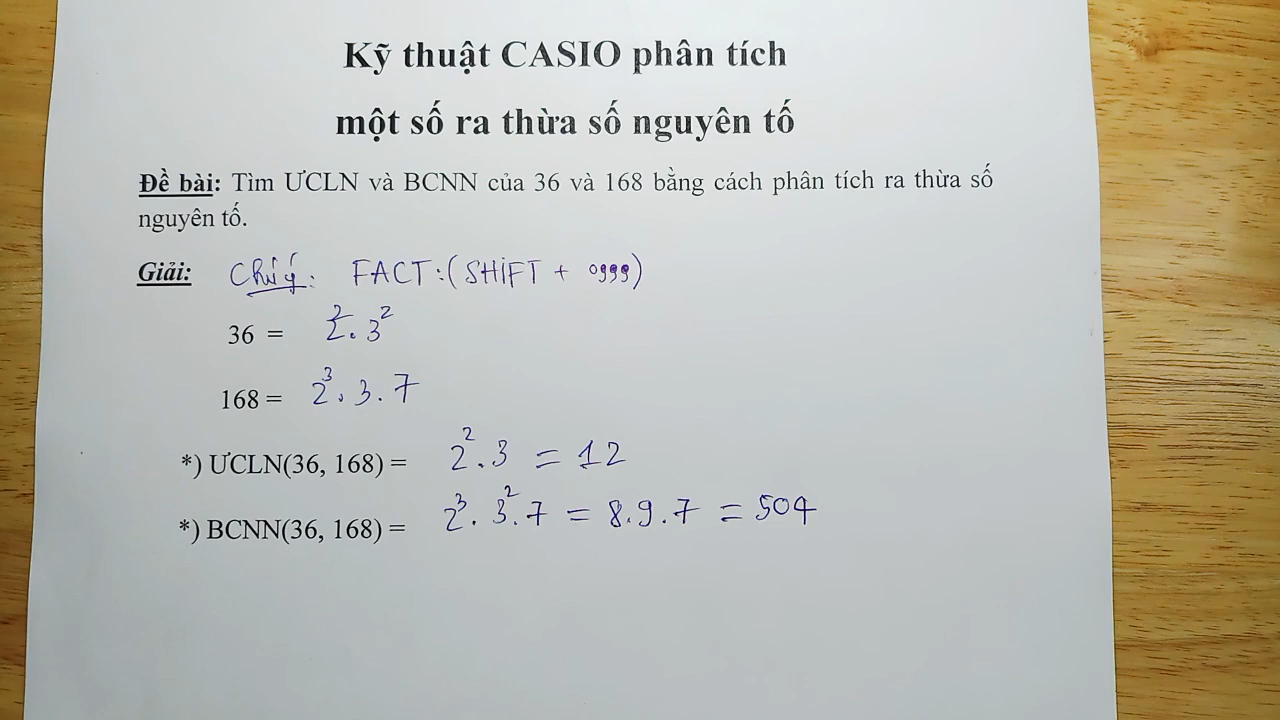 Kỹ thuật CASIO phân tích
một số ra thừa số nguyên tố
Đề bài: Tìm ƯCLN và BCNN của 36 và 168 bằng cách phân tích ra thừa số
nguyên tố.
Giải: Chú ý: FACT:(SHIFT + 0999)
36 = 2².3²
168 = 2³.3.7
*) ƯCLN(36, 168) = 2².3 = 12
*) BCNN(36, 168) = 2³.3².7 = 8.9.7 = 504